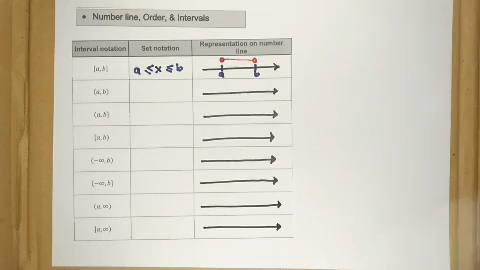 • Number line, Order, & Intervals
Interval notation Set notation Representation on number line
[a, b] a ≤ x ≤ b a b
(a, b)
(a, b]
[a, b)
(−∞, b)
(−∞, b]
(a, ∞)
[a, ∞)